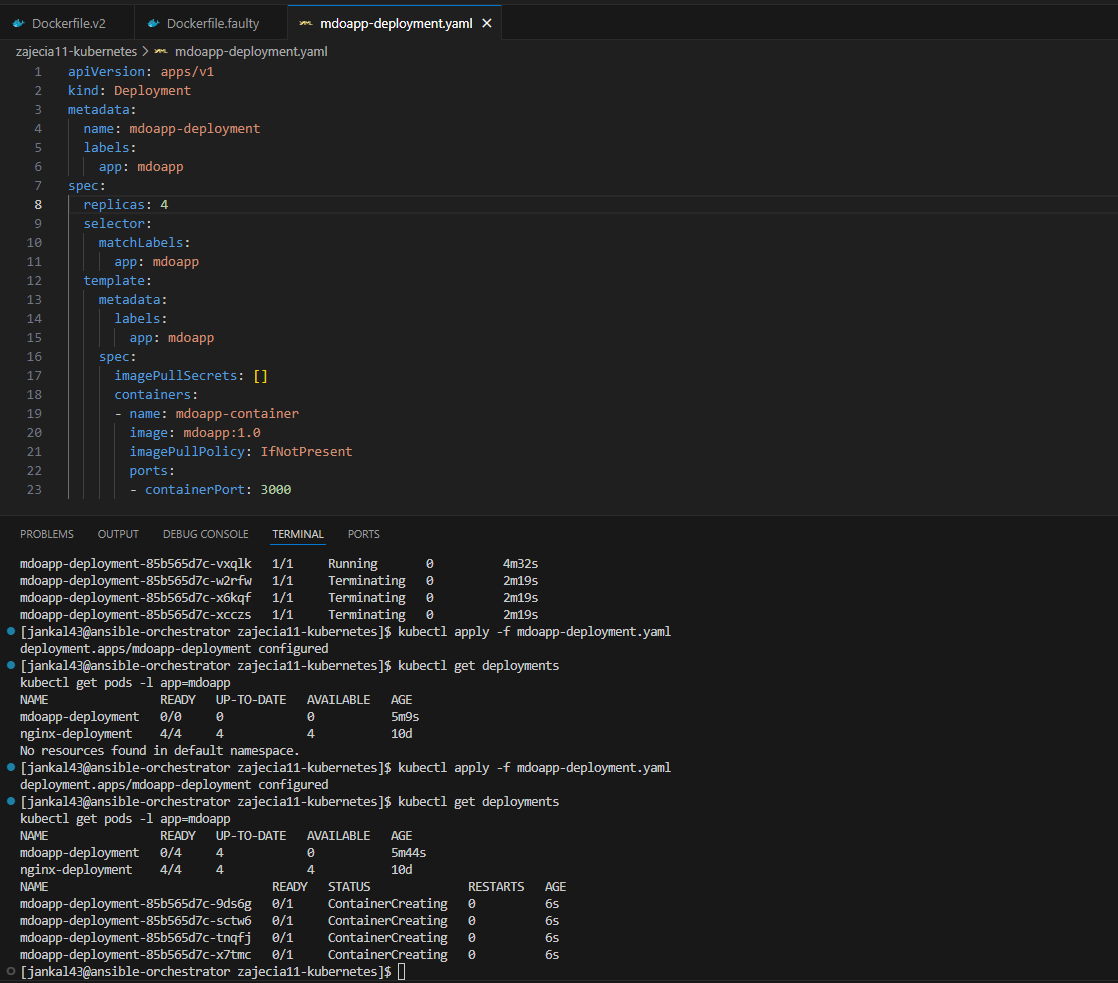 Dockerfile.v2 Dockerfile.faulty mdoapp-deployment.yaml
zajecia11-kubernetes > mdoapp-deployment.yaml
1 apiVersion: apps/v1
2 kind: Deployment
3 metadata:
4 name: mdoapp-deployment
5 labels:
6 app: mdoapp
7 spec:
8 replicas: 4
9 selector:
10 matchLabels:
11 app: mdoapp
12 template:
13 metadata:
14 labels:
15 app: mdoapp
16 spec:
17 imagePullSecrets: []
18 containers:
19 - name: mdoapp-container
20 image: mdoapp:1.0
21 imagePullPolicy: IfNotPresent
22 ports:
23 - containerPort: 3000
PROBLEMS OUTPUT DEBUG CONSOLE TERMINAL PORTS
mdoapp-deployment-85b565d7c-vxqlk 1/1 Running 0 4m32s
mdoapp-deployment-85b565d7c-w2rfw 1/1 Terminating 0 2m19s
mdoapp-deployment-85b565d7c-x6kqf 1/1 Terminating 0 2m19s
mdoapp-deployment-85b565d7c-xcczs 1/1 Terminating 0 2m19s
[jankal43@ansible-orchestrator zajecia11-kubernetes]$ kubectl apply -f mdoapp-deployment.yaml
deployment.apps/mdoapp-deployment configured
[jankal43@ansible-orchestrator zajecia11-kubernetes]$ kubectl get deployments
kubectl get pods -l app=mdoapp
NAME READY UP-TO-DATE AVAILABLE AGE
mdoapp-deployment 0/0 0 0 5m9s
nginx-deployment 4/4 4 4 10d
No resources found in default namespace.
[jankal43@ansible-orchestrator zajecia11-kubernetes]$ kubectl apply -f mdoapp-deployment.yaml
deployment.apps/mdoapp-deployment configured
[jankal43@ansible-orchestrator zajecia11-kubernetes]$ kubectl get deployments
kubectl get pods -l app=mdoapp
NAME READY UP-TO-DATE AVAILABLE AGE
mdoapp-deployment 0/4 4 0 5m44s
nginx-deployment 4/4 4 4 10d
NAME READY STATUS RESTARTS AGE
mdoapp-deployment-85b565d7c-9ds6g 0/1 ContainerCreating 0 6s
mdoapp-deployment-85b565d7c-sctw6 0/1 ContainerCreating 0 6s
mdoapp-deployment-85b565d7c-tnqfj 0/1 ContainerCreating 0 6s
mdoapp-deployment-85b565d7c-x7tmc 0/1 ContainerCreating 0 6s
[jankal43@ansible-orchestrator zajecia11-kubernetes]$